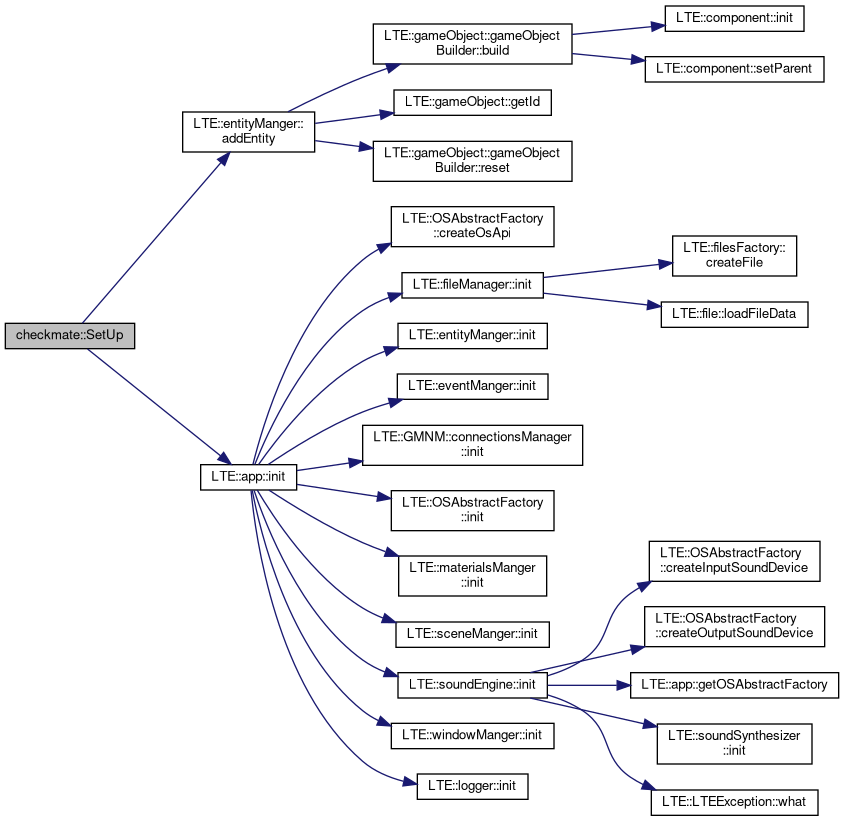 checkmate::SetUp
LTE::entityManger::
addEntity
LTE::gameObject::gameObject
Builder::build
LTE::component::init
LTE::component::setParent
LTE::gameObject::getId
LTE::gameObject::gameObject
Builder::reset
LTE::app::init
LTE::OSAbstractFactory
::createOsApi
LTE::fileManager::init
LTE::filesFactory::
createFile
LTE::file::loadFileData
LTE::entityManger::init
LTE::eventManger::init
LTE::GMNM::connectionsManager
::init
LTE::OSAbstractFactory
::init
LTE::materialsManger
::init
LTE::sceneManger::init
LTE::soundEngine::init
LTE::OSAbstractFactory
::createInputSoundDevice
LTE::OSAbstractFactory
::createOutputSoundDevice
LTE::app::getOSAbstractFactory
LTE::soundSynthesizer
::init
LTE::LTEException::what
LTE::windowManger::init
LTE::logger::init